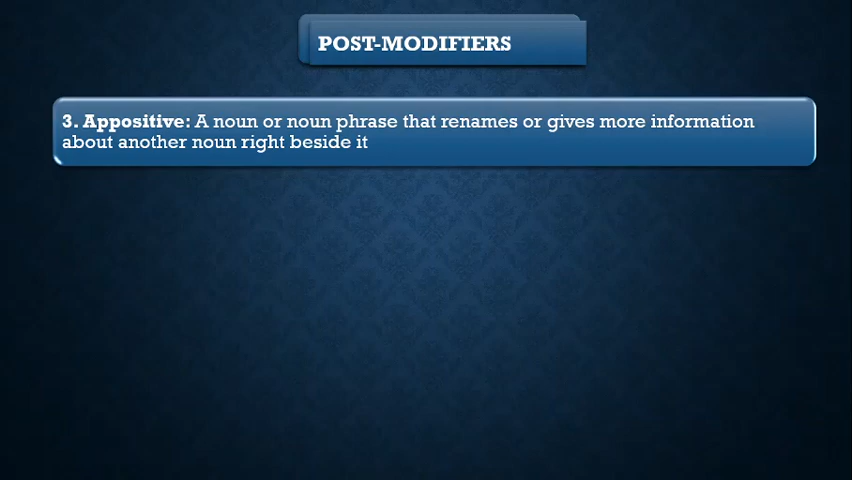 POST-MODIFIERS
3. Appositive: A noun or noun phrase that renames or gives more information
about another noun right beside it